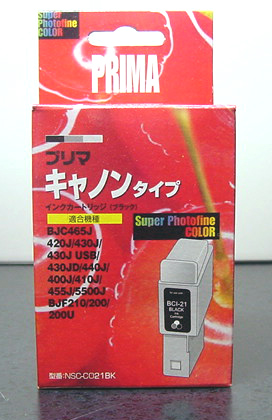 Super
Photofine
COLOR
PRIMA
プリマ
キャノンタイプ
インクカートリッジ(ブラック)
適合機種
BJC465J
420J/430J/
430J USB/
430JD/440J/
400J/410J/
455J/5500J
BJF210/200/
200U
Super Photofine
COLOR
BCI-21
BLACK
型番:NSC-C021BK